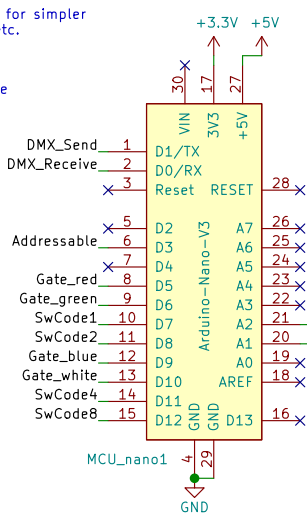 for simpler
etc.
e
+3.3V
+5V
30
17
27
VIN
3V3
+5V
DMX_Send 1 D1/TX
DMX_Receive 2 D0/RX
3 Reset RESET 28
5 D2 A7 26
Addressable 6 D3 A6 25
7 D4 A5 24
Gate_red 8 D5 A4 23
Gate_green 9 D6 A3 22
SwCode1 10 D7 A2 21
SwCode2 11 D8 A1 20
Gate_blue 12 D9 A0 19
Gate_white 13 D10 AREF 18
SwCode4 14 D11
SwCode8 15 D12 D13 16
Arduino-Nano-V3
GND
GND
MCU_nano1
4
29
GND